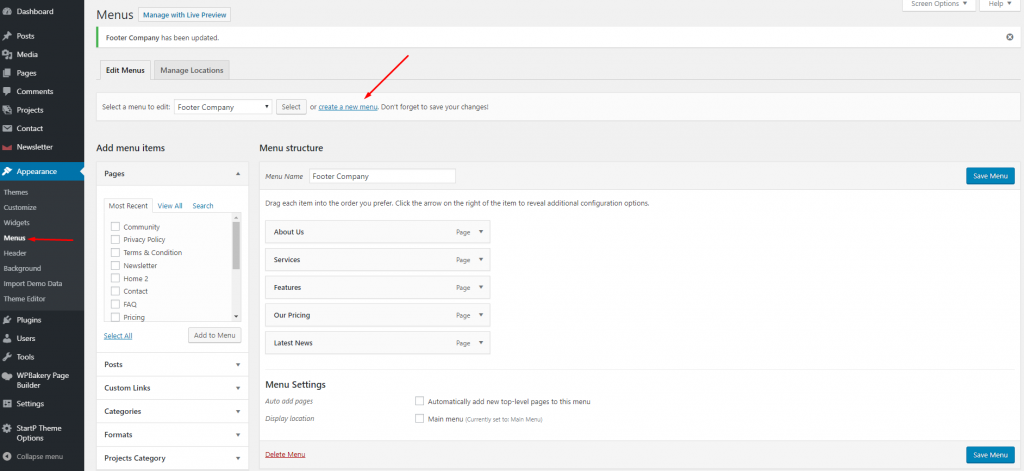 Dashboard
Posts
Media
Pages
Comments
Projects
Contact
Newsletter
Appearance
Themes
Customize
Widgets
Menus
Header
Background
Import Demo Data
Theme Editor
Plugins
Users
Tools
WPBakery Page
Builder
Settings
StartP Theme
Options
Collapse menu
Menus Manage with Live Preview
Screen Options Help
Footer Company has been updated.
Edit Menus Manage Locations
Select a menu to edit: Footer Company Select or create a new menu. Don't forget to save your changes!
Add menu items
Pages
Most Recent View All Search
Community
Privacy Policy
Terms & Condition
Newsletter
Home 2
Contact
FAQ
Pricing
Select All Add to Menu
Posts
Custom Links
Categories
Formats
Projects Category
Menu structure
Menu Name Footer Company Save Menu
Drag each item into the order you prefer. Click the arrow on the right of the item to reveal additional configuration options.
About Us Page
Services Page
Features Page
Our Pricing Page
Latest News Page
Menu Settings
Auto add pages Automatically add new top-level pages to this menu
Display location Main menu (Currently set to: Main Menu)
Delete Menu Save Menu